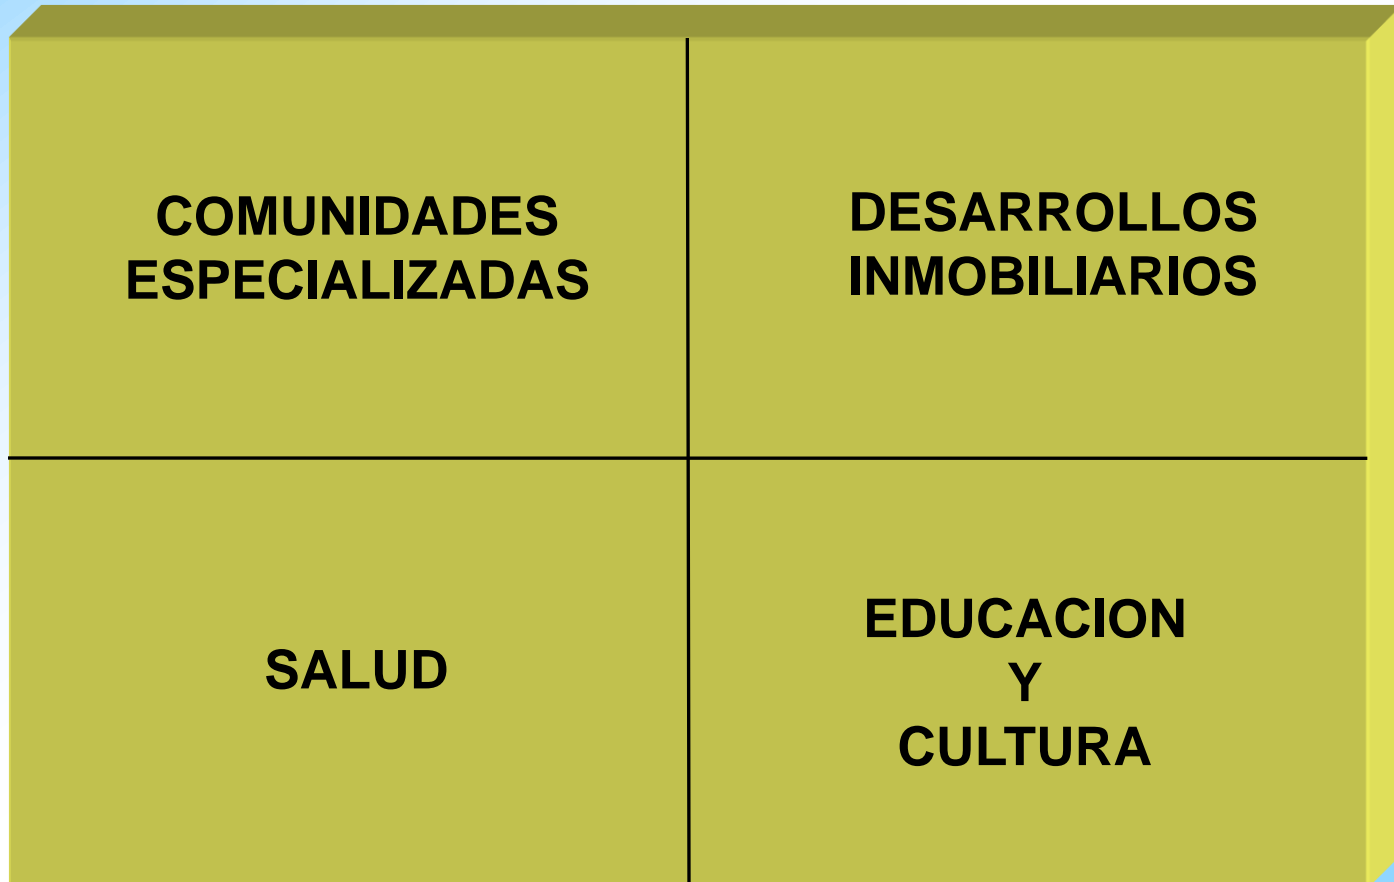 COMUNIDADES
ESPECIALIZADAS
DESARROLLOS
INMOBILIARIOS
SALUD
EDUCACION
Y
CULTURA